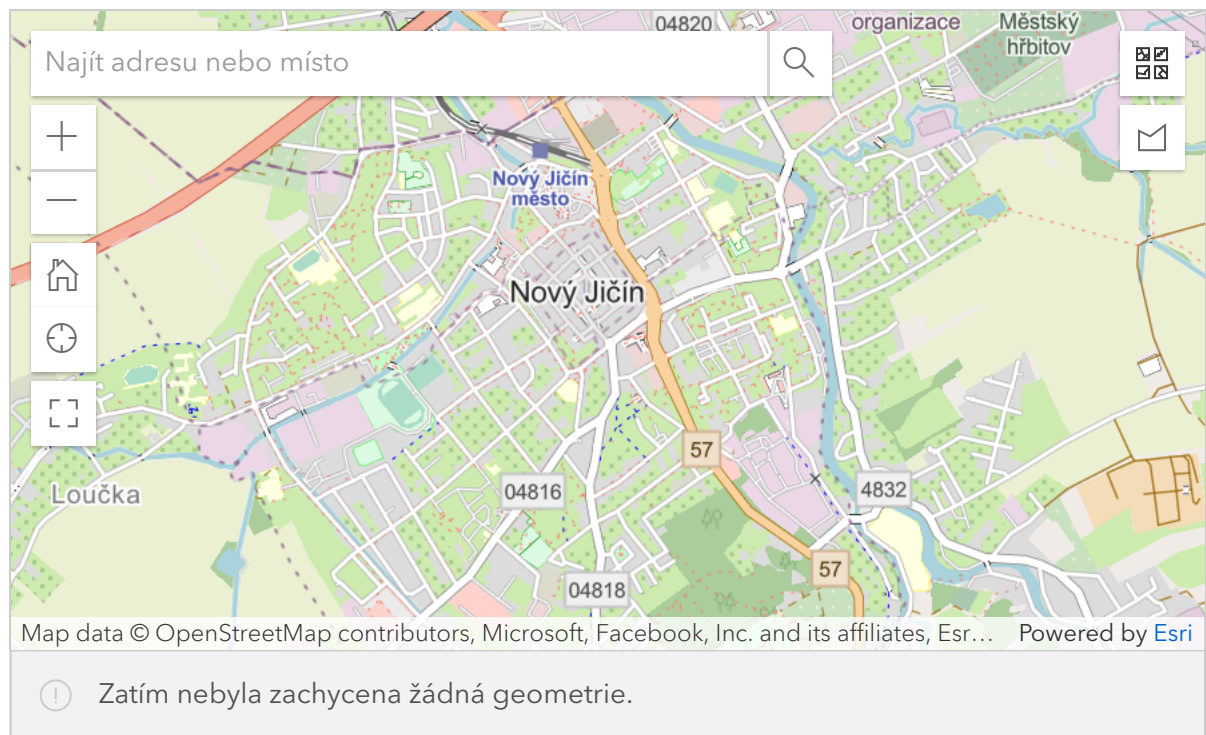 04820
organizace
Městský
hřbitov
Najít adresu nebo místo
Nový Jičín
město
Nový Jičín
57
04816
4832
Loučka
57
04818
Map data © OpenStreetMap contributors, Microsoft, Facebook, Inc. and its affiliates, Esr…
Powered by Esri
Zatím nebyla zachycena žádná geometrie.